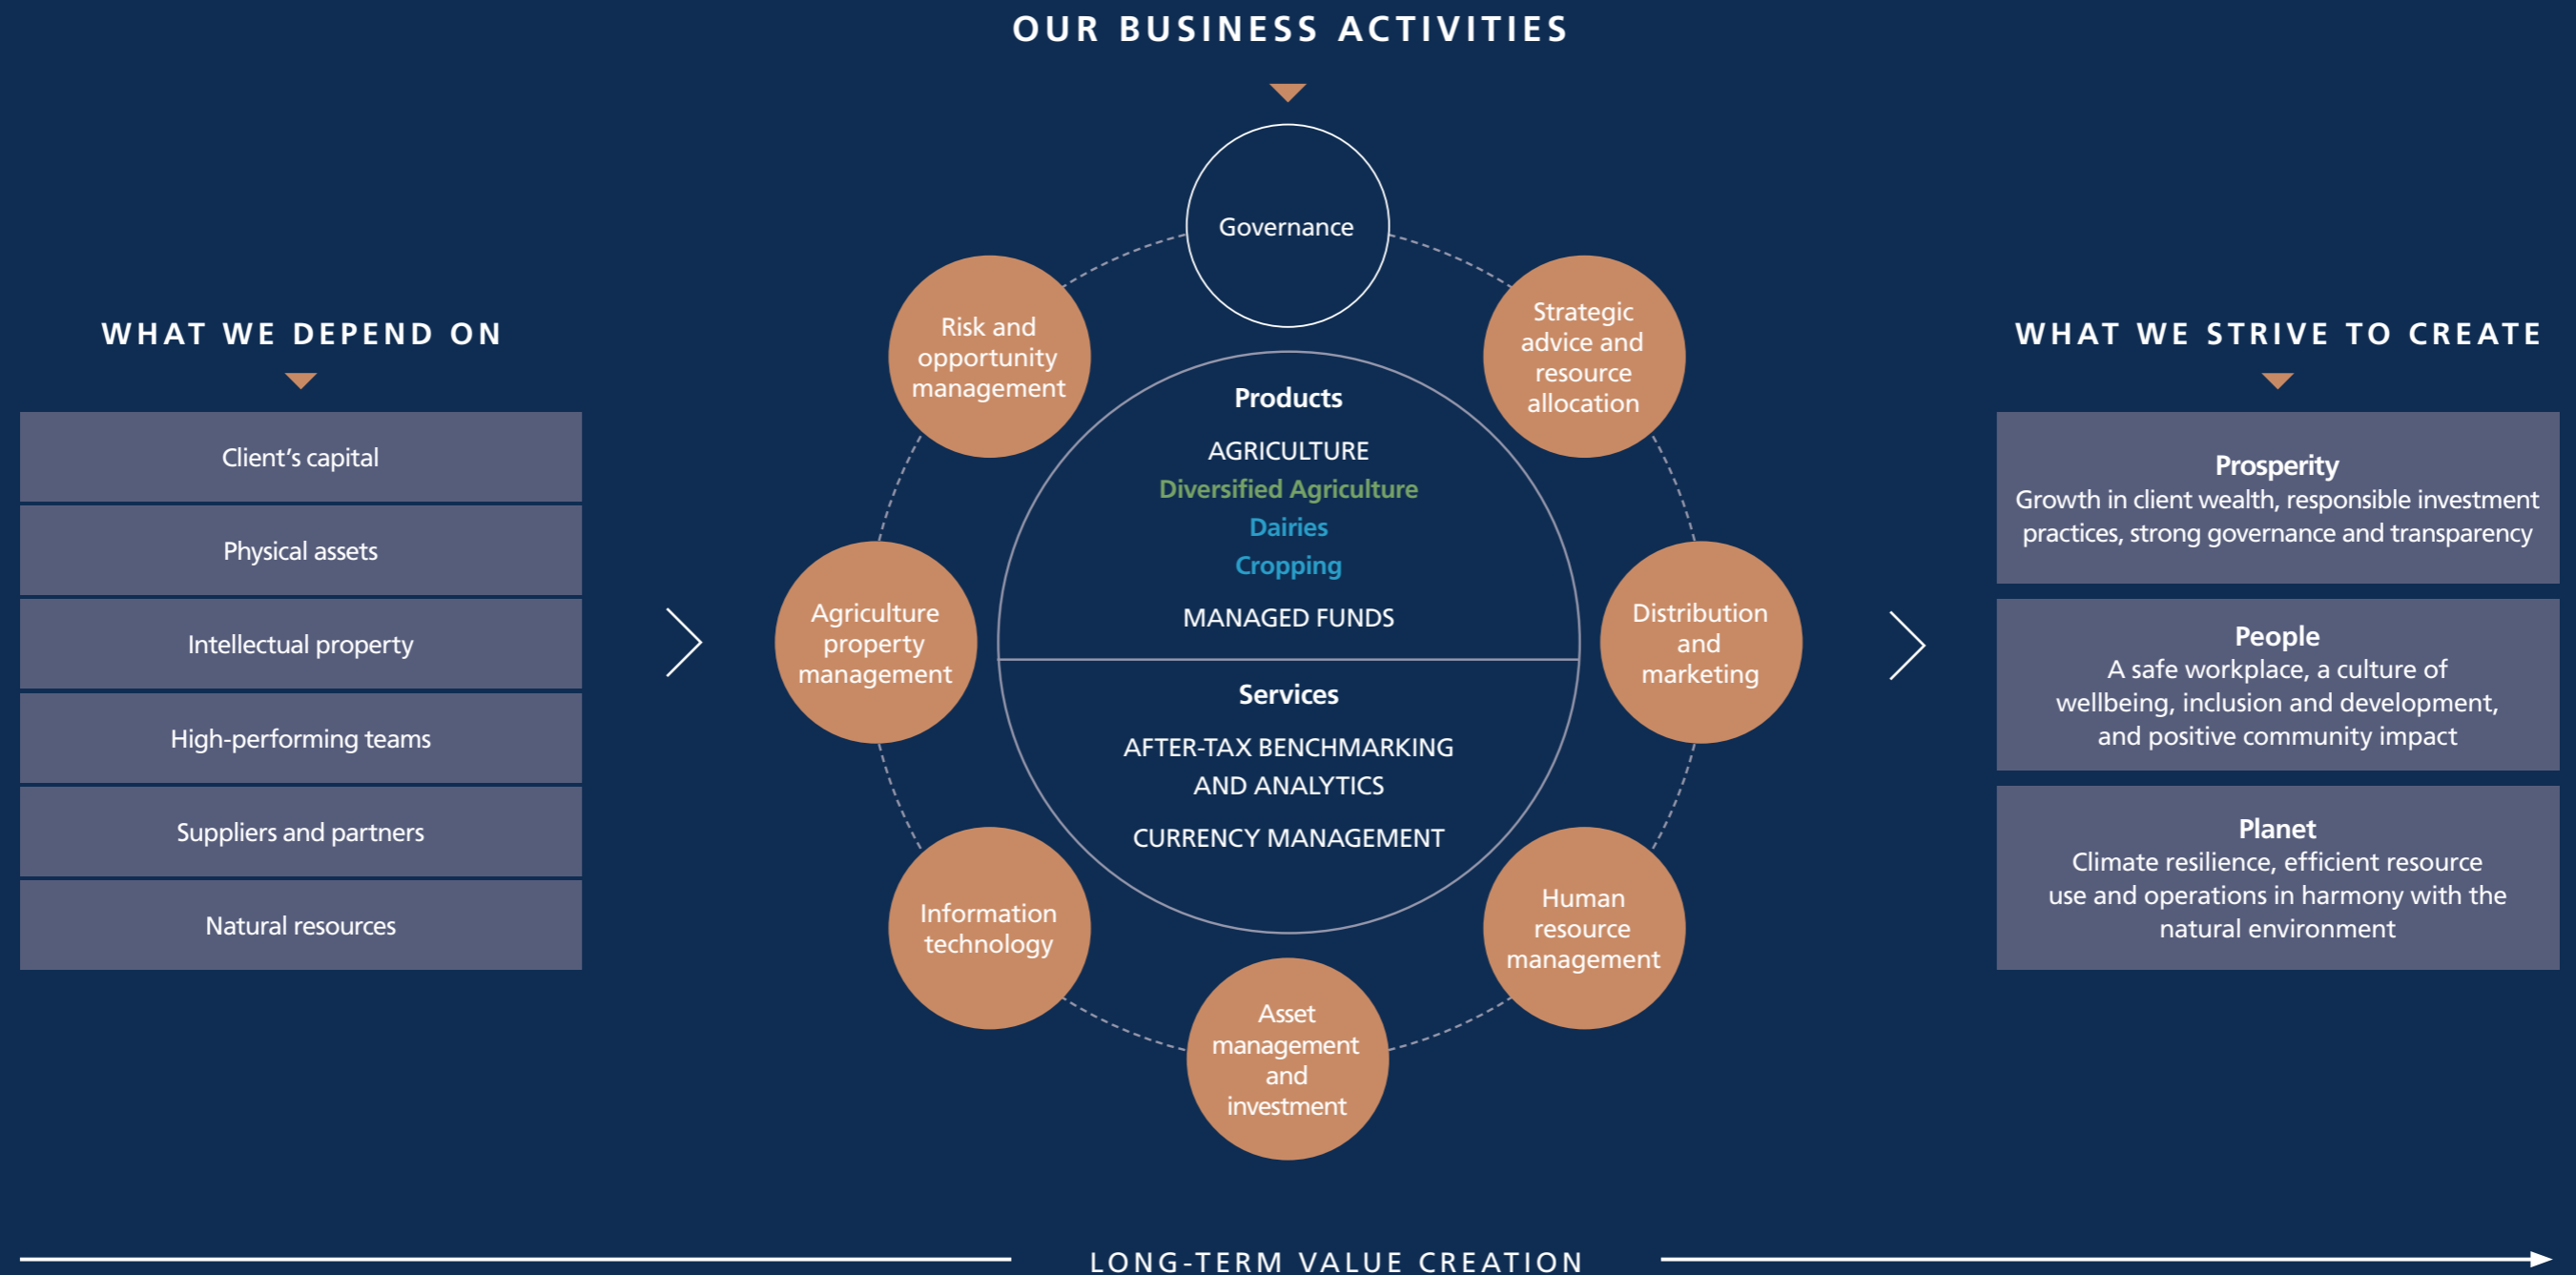 OUR BUSINESS ACTIVITIES
WHAT WE DEPEND ON
Client’s capital
Physical assets
Intellectual property
High-performing teams
Suppliers and partners
Natural resources
Governance
Strategic
advice and
resource
allocation
Distribution
and
marketing
Human
resource
management
Asset
management
and
investment
Information
technology
Agriculture
property
management
Risk and
opportunity
management
Products
AGRICULTURE
Diversified Agriculture
Dairies
Cropping
MANAGED FUNDS
Services
AFTER-TAX BENCHMARKING
AND ANALYTICS
CURRENCY MANAGEMENT
WHAT WE STRIVE TO CREATE
Prosperity
Growth in client wealth, responsible investment
practices, strong governance and transparency
People
A safe workplace, a culture of
wellbeing, inclusion and development,
and positive community impact
Planet
Climate resilience, efficient resource
use and operations in harmony with the
natural environment
LONG-TERM VALUE CREATION